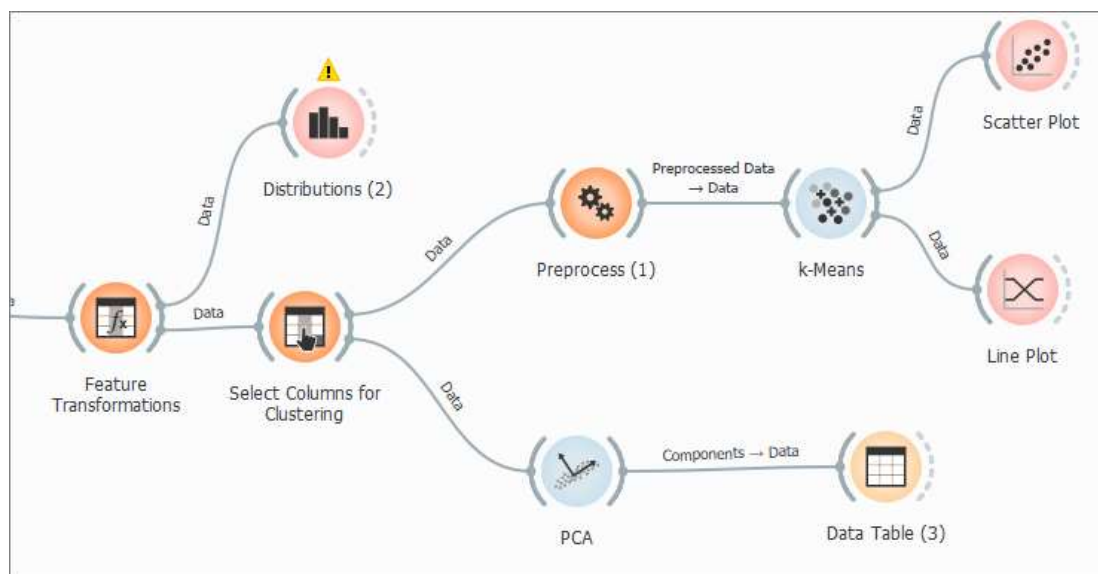 Scatter Plot
Data
Distributions (2)
Data
Preprocessed Data
→ Data
Data
Preprocess (1)
k-Means
Data
Data
Feature
Transformations
Select Columns for
Clustering
Line Plot
Data
Components → Data
PCA
Data Table (3)
fx